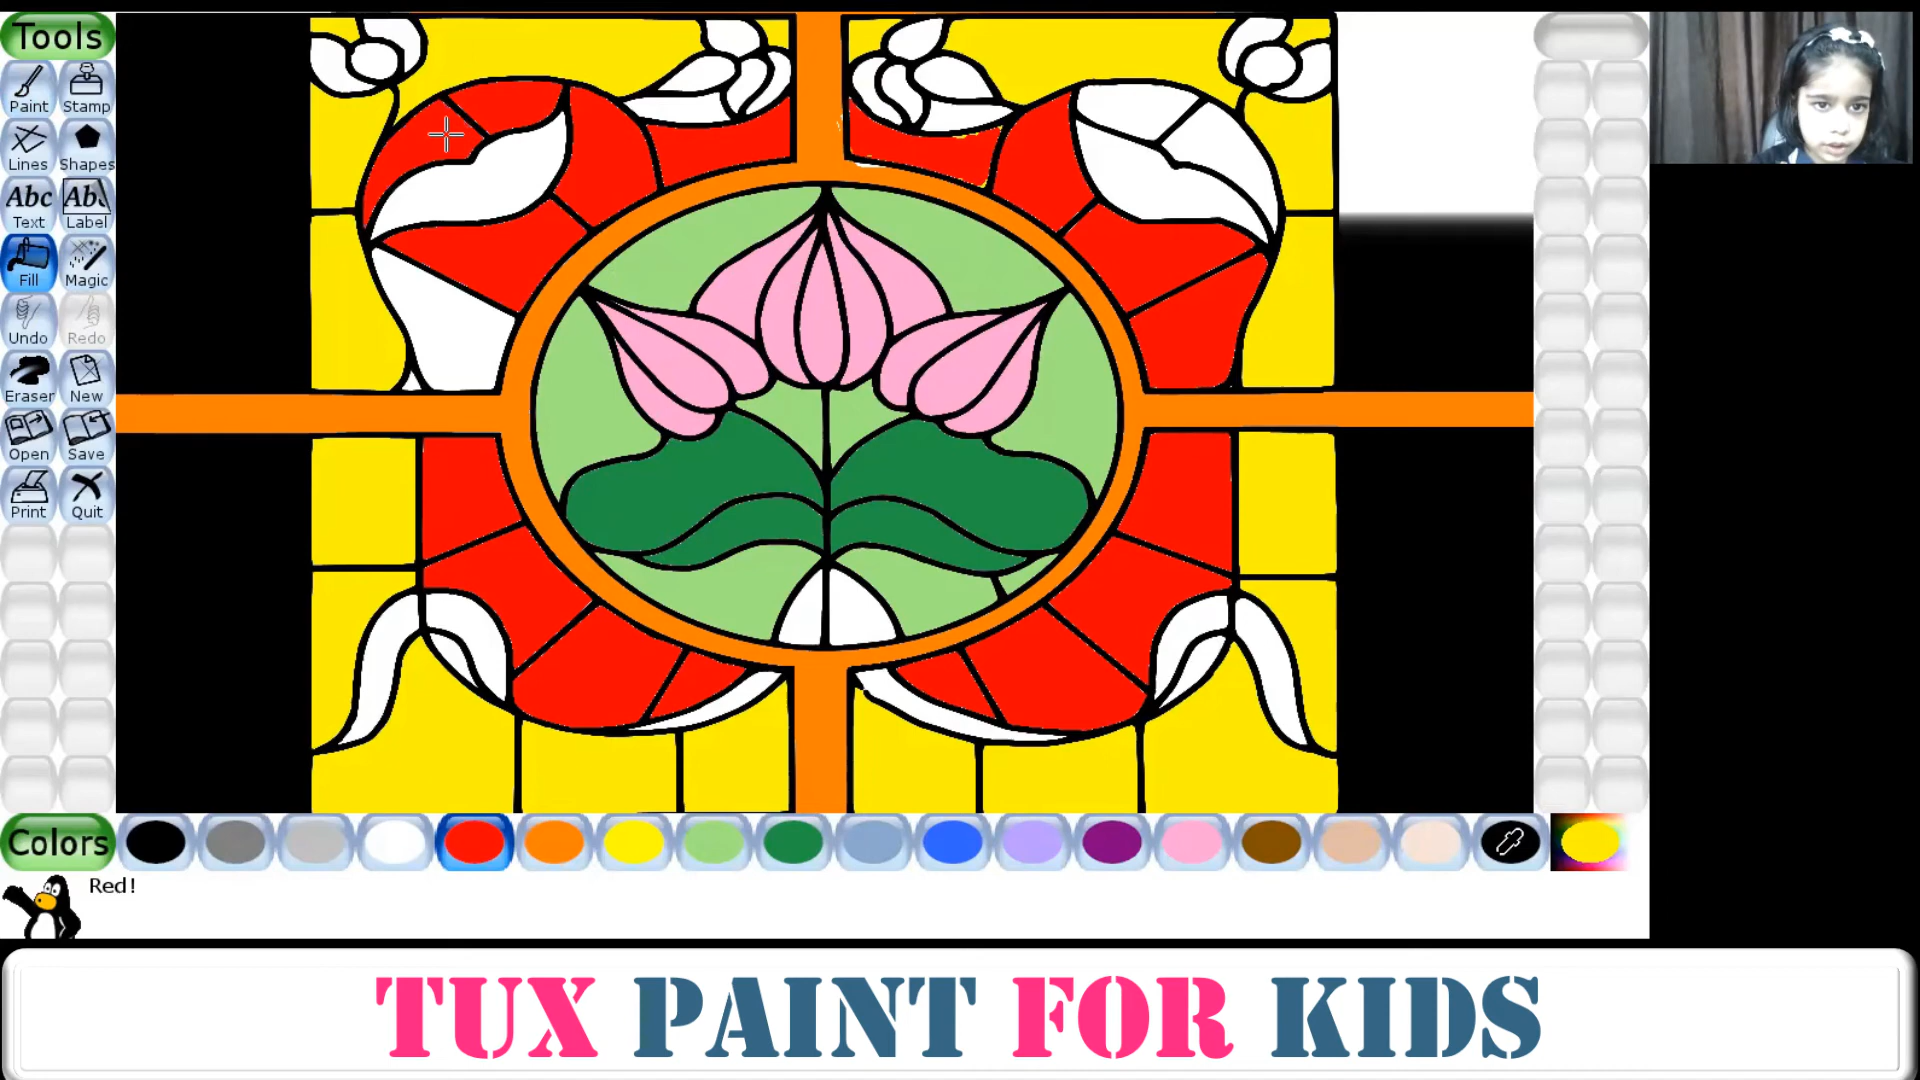 Tools
Paint Stamp
Lines Shapes
Abc Abc
Text Label
Fill Magic
Undo Redo
Eraser New
Open Save
Print Quit
Colors
Red!
TUX PAINT FOR KIDS